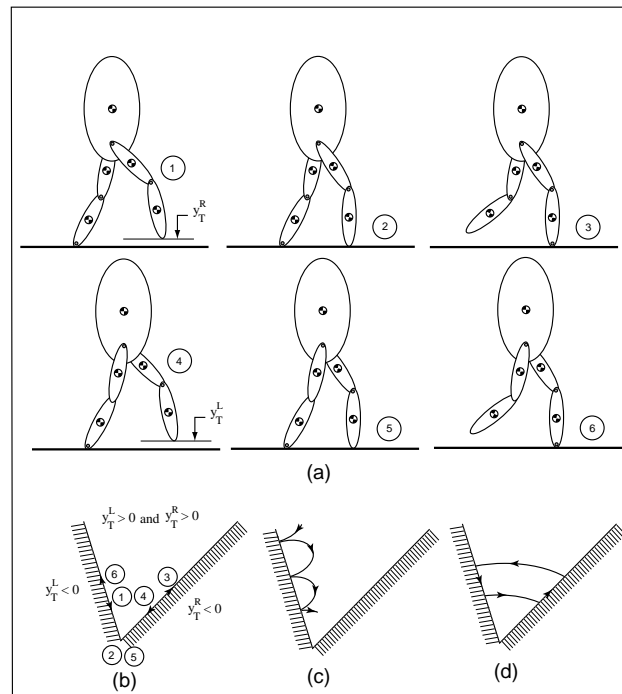 1
y_T^R
2
3
4
y_T^L
5
6
(a)
y_T^L > 0 and y_T^R > 0
y_T^L < 0
6
3
1
4
y_T^R < 0
2
5
(b)
(c)
(d)